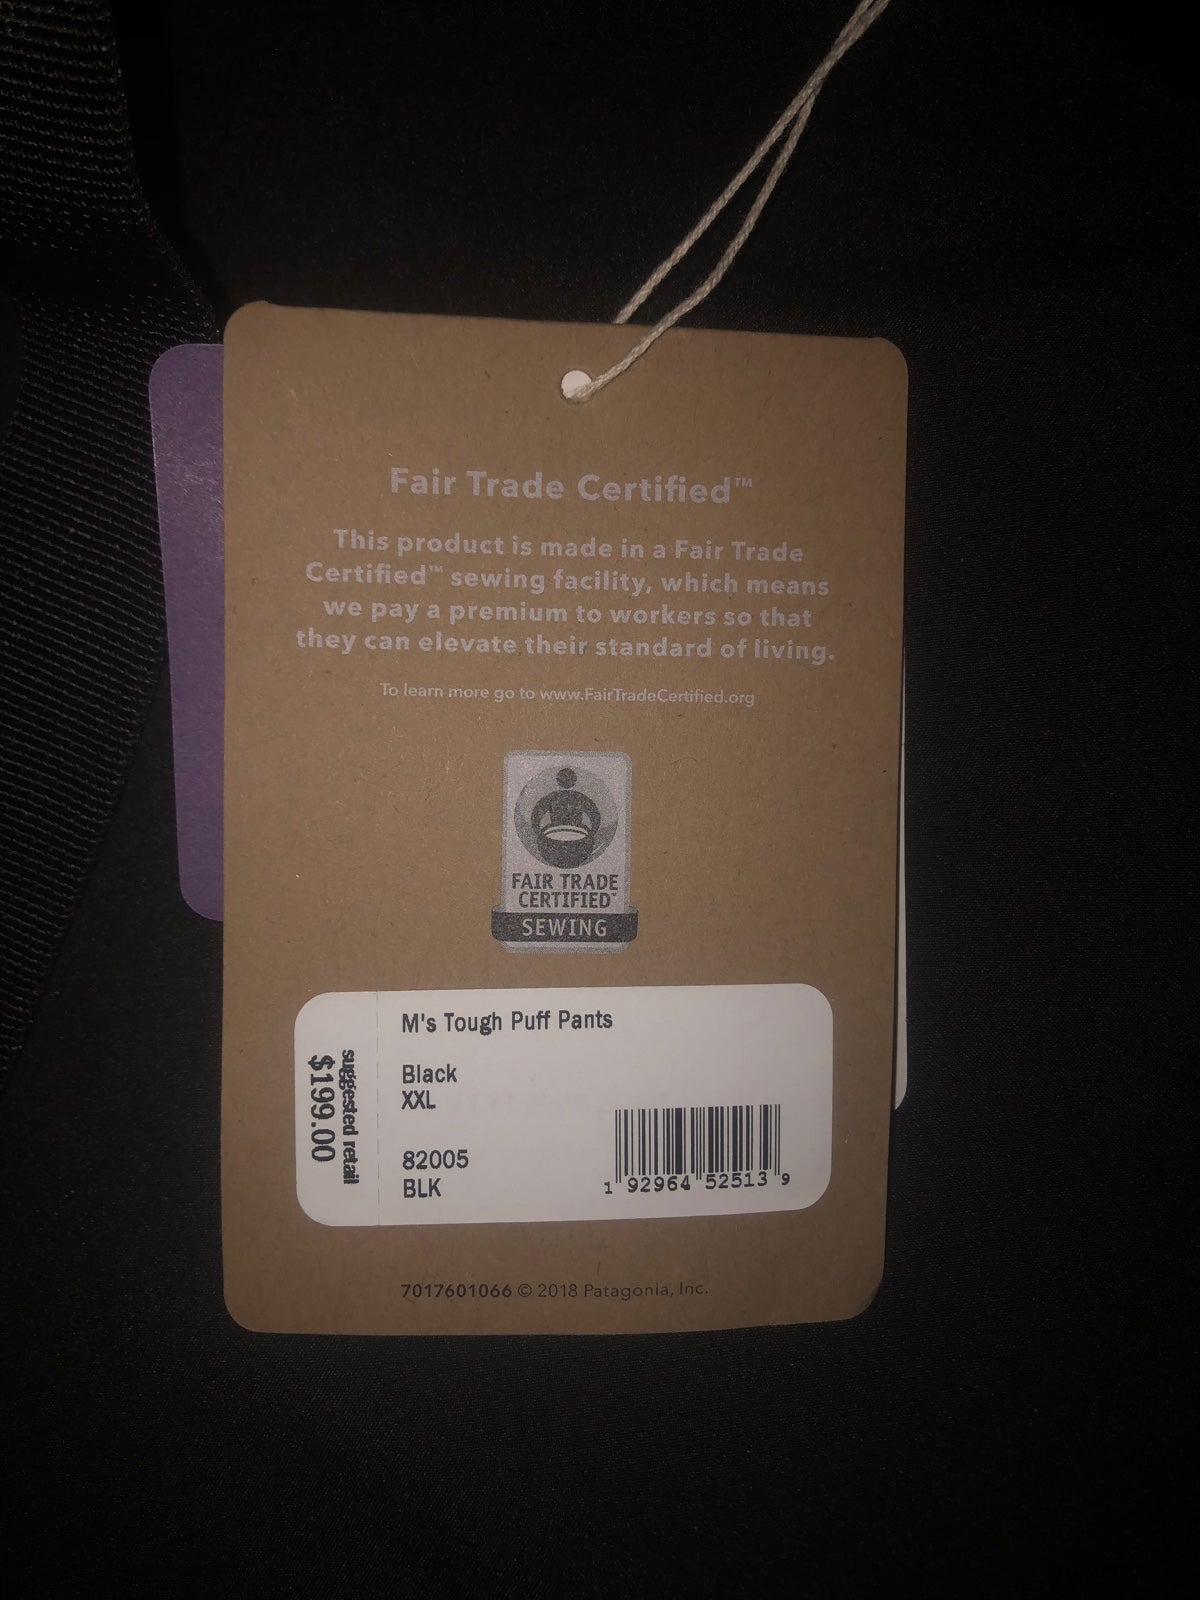 Fair Trade Certified™
This product is made in a Fair Trade
Certified™ sewing facility, which means
we pay a premium to workers so that
they can elevate their standard of living.
To learn more go to www.FairTradeCertified.org
FAIR TRADE
CERTIFIED™
SEWING
suggested retail
$199.00
M's Tough Puff Pants
Black
XXL
82005
BLK
1 92964 52513 9
7017601066 © 2018 Patagonia, Inc.